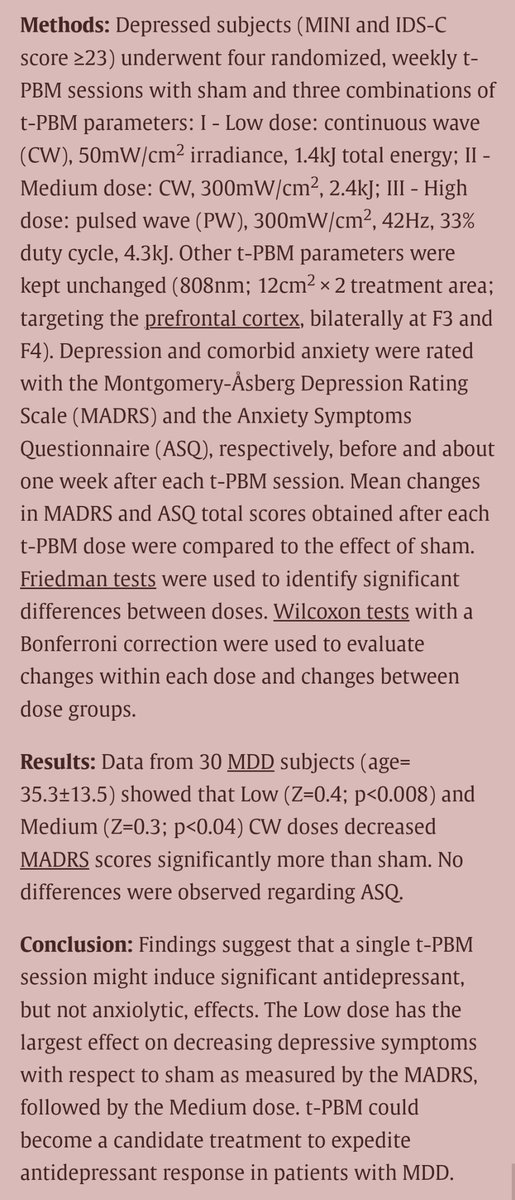 Methods: Depressed subjects (MINI and IDS-C
score ≥23) underwent four randomized, weekly t-
PBM sessions with sham and three combinations of
t-PBM parameters: I - Low dose: continuous wave
(CW), 50mW/cm² irradiance, 1.4kJ total energy; II -
Medium dose: CW, 300mW/cm², 2.4kJ; III - High
dose: pulsed wave (PW), 300mW/cm², 42Hz, 33%
duty cycle, 4.3kJ. Other t-PBM parameters were
kept unchanged (808nm; 12cm² × 2 treatment area;
targeting the prefrontal cortex, bilaterally at F3 and
F4). Depression and comorbid anxiety were rated
with the Montgomery-Åsberg Depression Rating
Scale (MADRS) and the Anxiety Symptoms
Questionnaire (ASQ), respectively, before and about
one week after each t-PBM session. Mean changes
in MADRS and ASQ total scores obtained after each
t-PBM dose were compared to the effect of sham.
Friedman tests were used to identify significant
differences between doses. Wilcoxon tests with a
Bonferroni correction were used to evaluate
changes within each dose and changes between
dose groups.
Results: Data from 30 MDD subjects (age=
35.3±13.5) showed that Low (Z=0.4; p<0.008) and
Medium (Z=0.3; p<0.04) CW doses decreased
MADRS scores significantly more than sham. No
differences were observed regarding ASQ.
Conclusion: Findings suggest that a single t-PBM
session might induce significant antidepressant,
but not anxiolytic, effects. The Low dose has the
largest effect on decreasing depressive symptoms
with respect to sham as measured by the MADRS,
followed by the Medium dose. t-PBM could
become a candidate treatment to expedite
antidepressant response in patients with MDD.